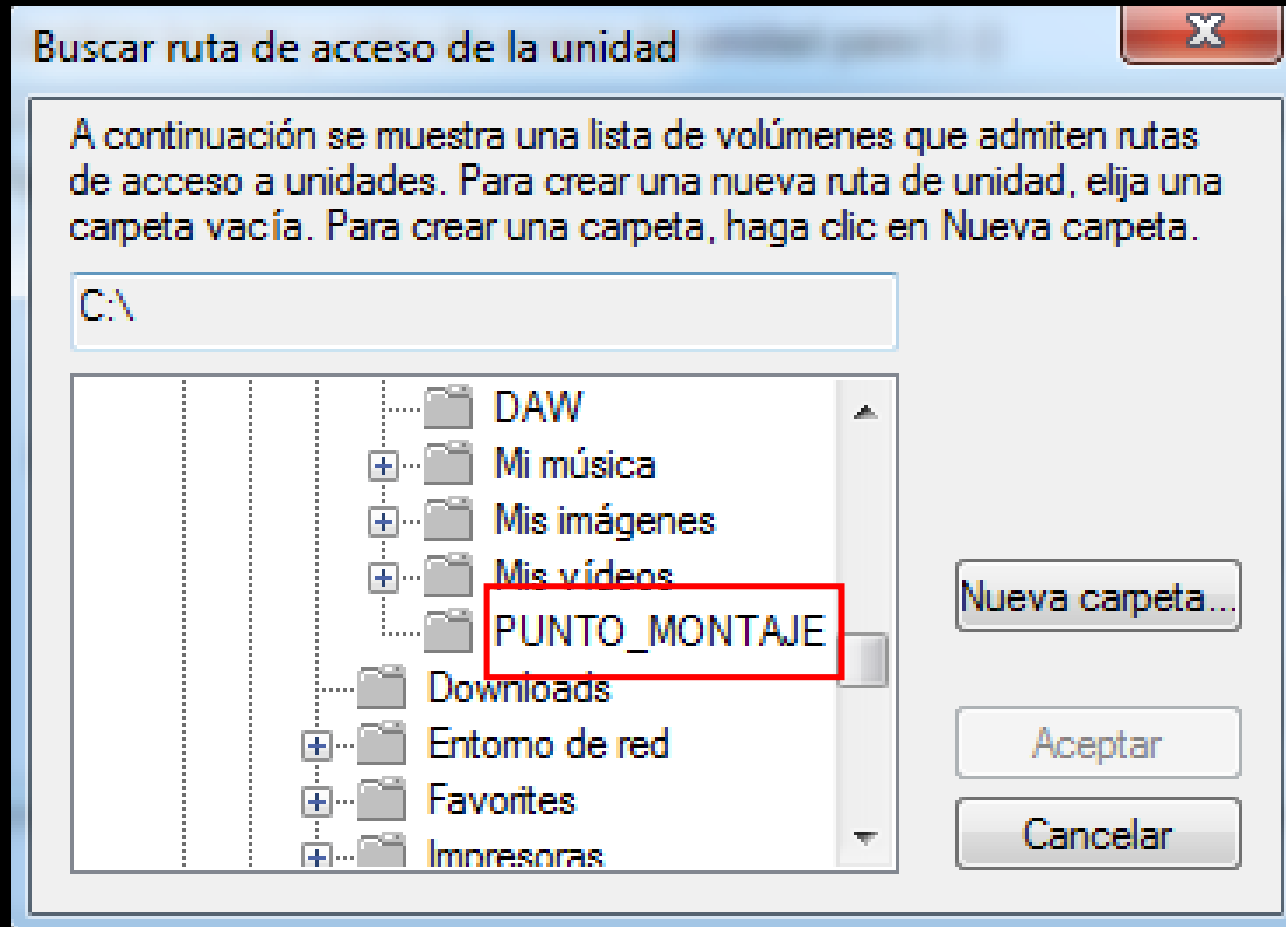 Buscar ruta de acceso de la unidad
A continuación se muestra una lista de volúmenes que admiten rutas
de acceso a unidades. Para crear una nueva ruta de unidad, elija una
carpeta vacía. Para crear una carpeta, haga clic en Nueva carpeta.
C:\
DAW
Mi música
Mis imágenes
Mis vídeos
PUNTO_MONTAJE
Downloads
Entorno de red
Favorites
Impresoras
Nueva carpeta...
Aceptar
Cancelar